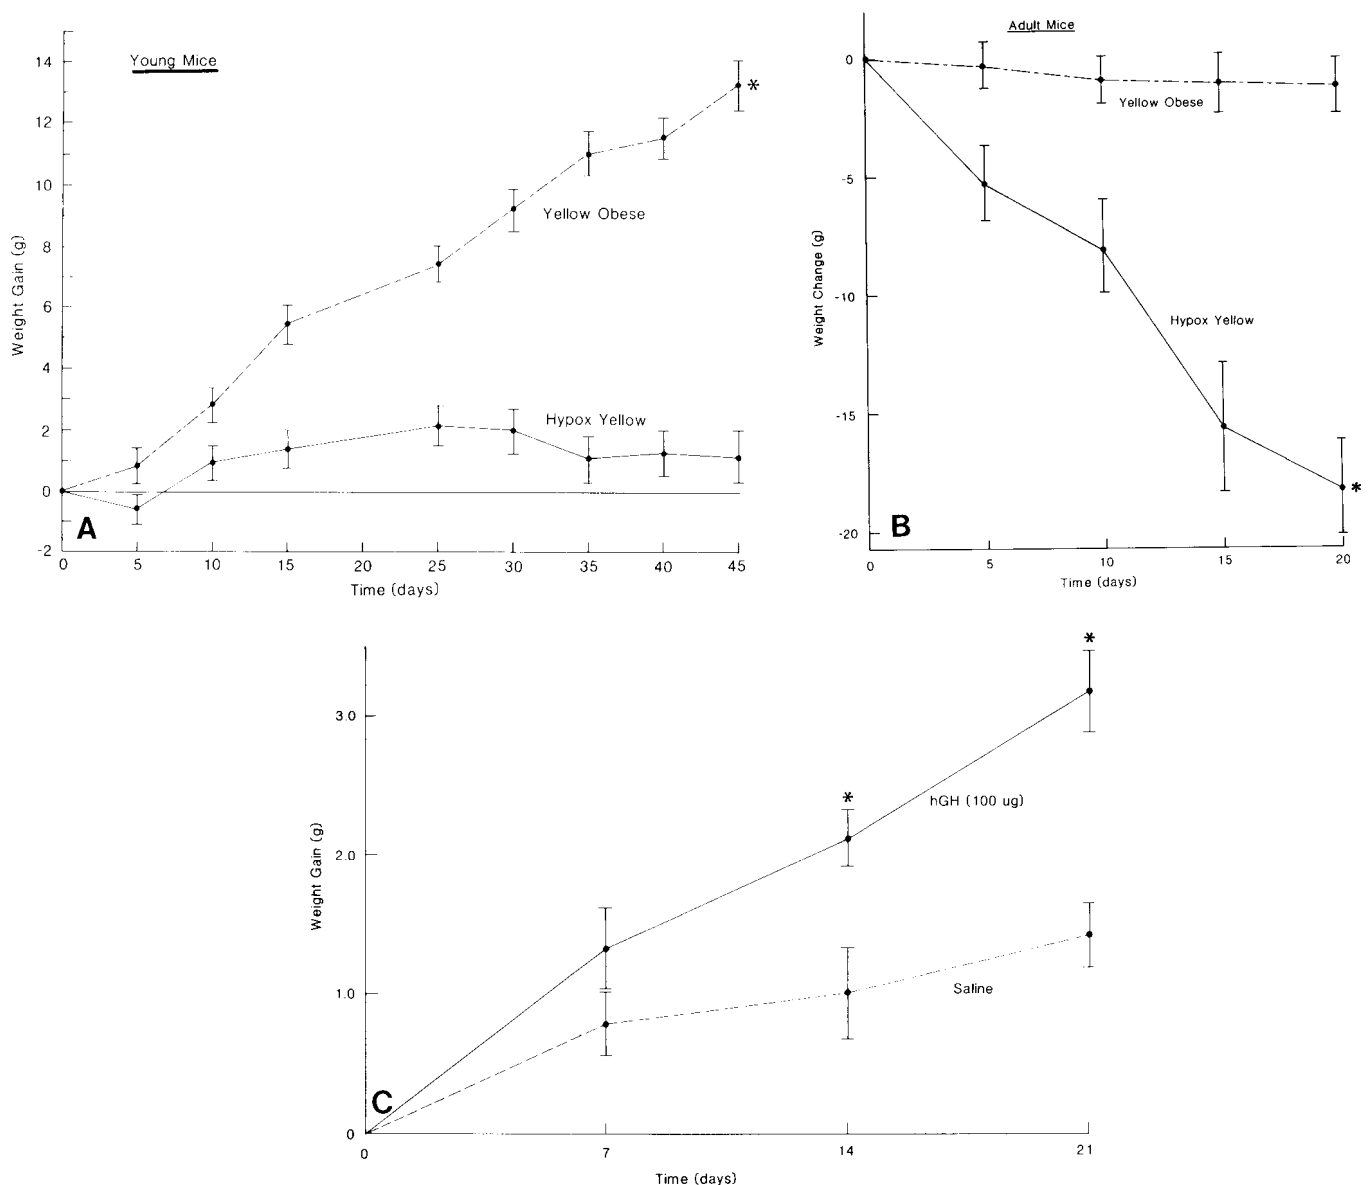 Young Mice
14
12
10
8
6
4
2
0
-2
Weight Gain (g)
*
Yellow Obese
Hypox Yellow
A
0 5 10 15 20 25 30 35 40 45
Time (days)
Adult Mice
0
-5
-10
-15
-20
Weight Change (g)
Yellow Obese
Hypox Yellow
*
B
0 5 10 15 20
Time (days)
3.0
2.0
1.0
0
Weight Gain (g)
*
*
hGH (100 ug)
Saline
C
0 7 14 21
Time (days)